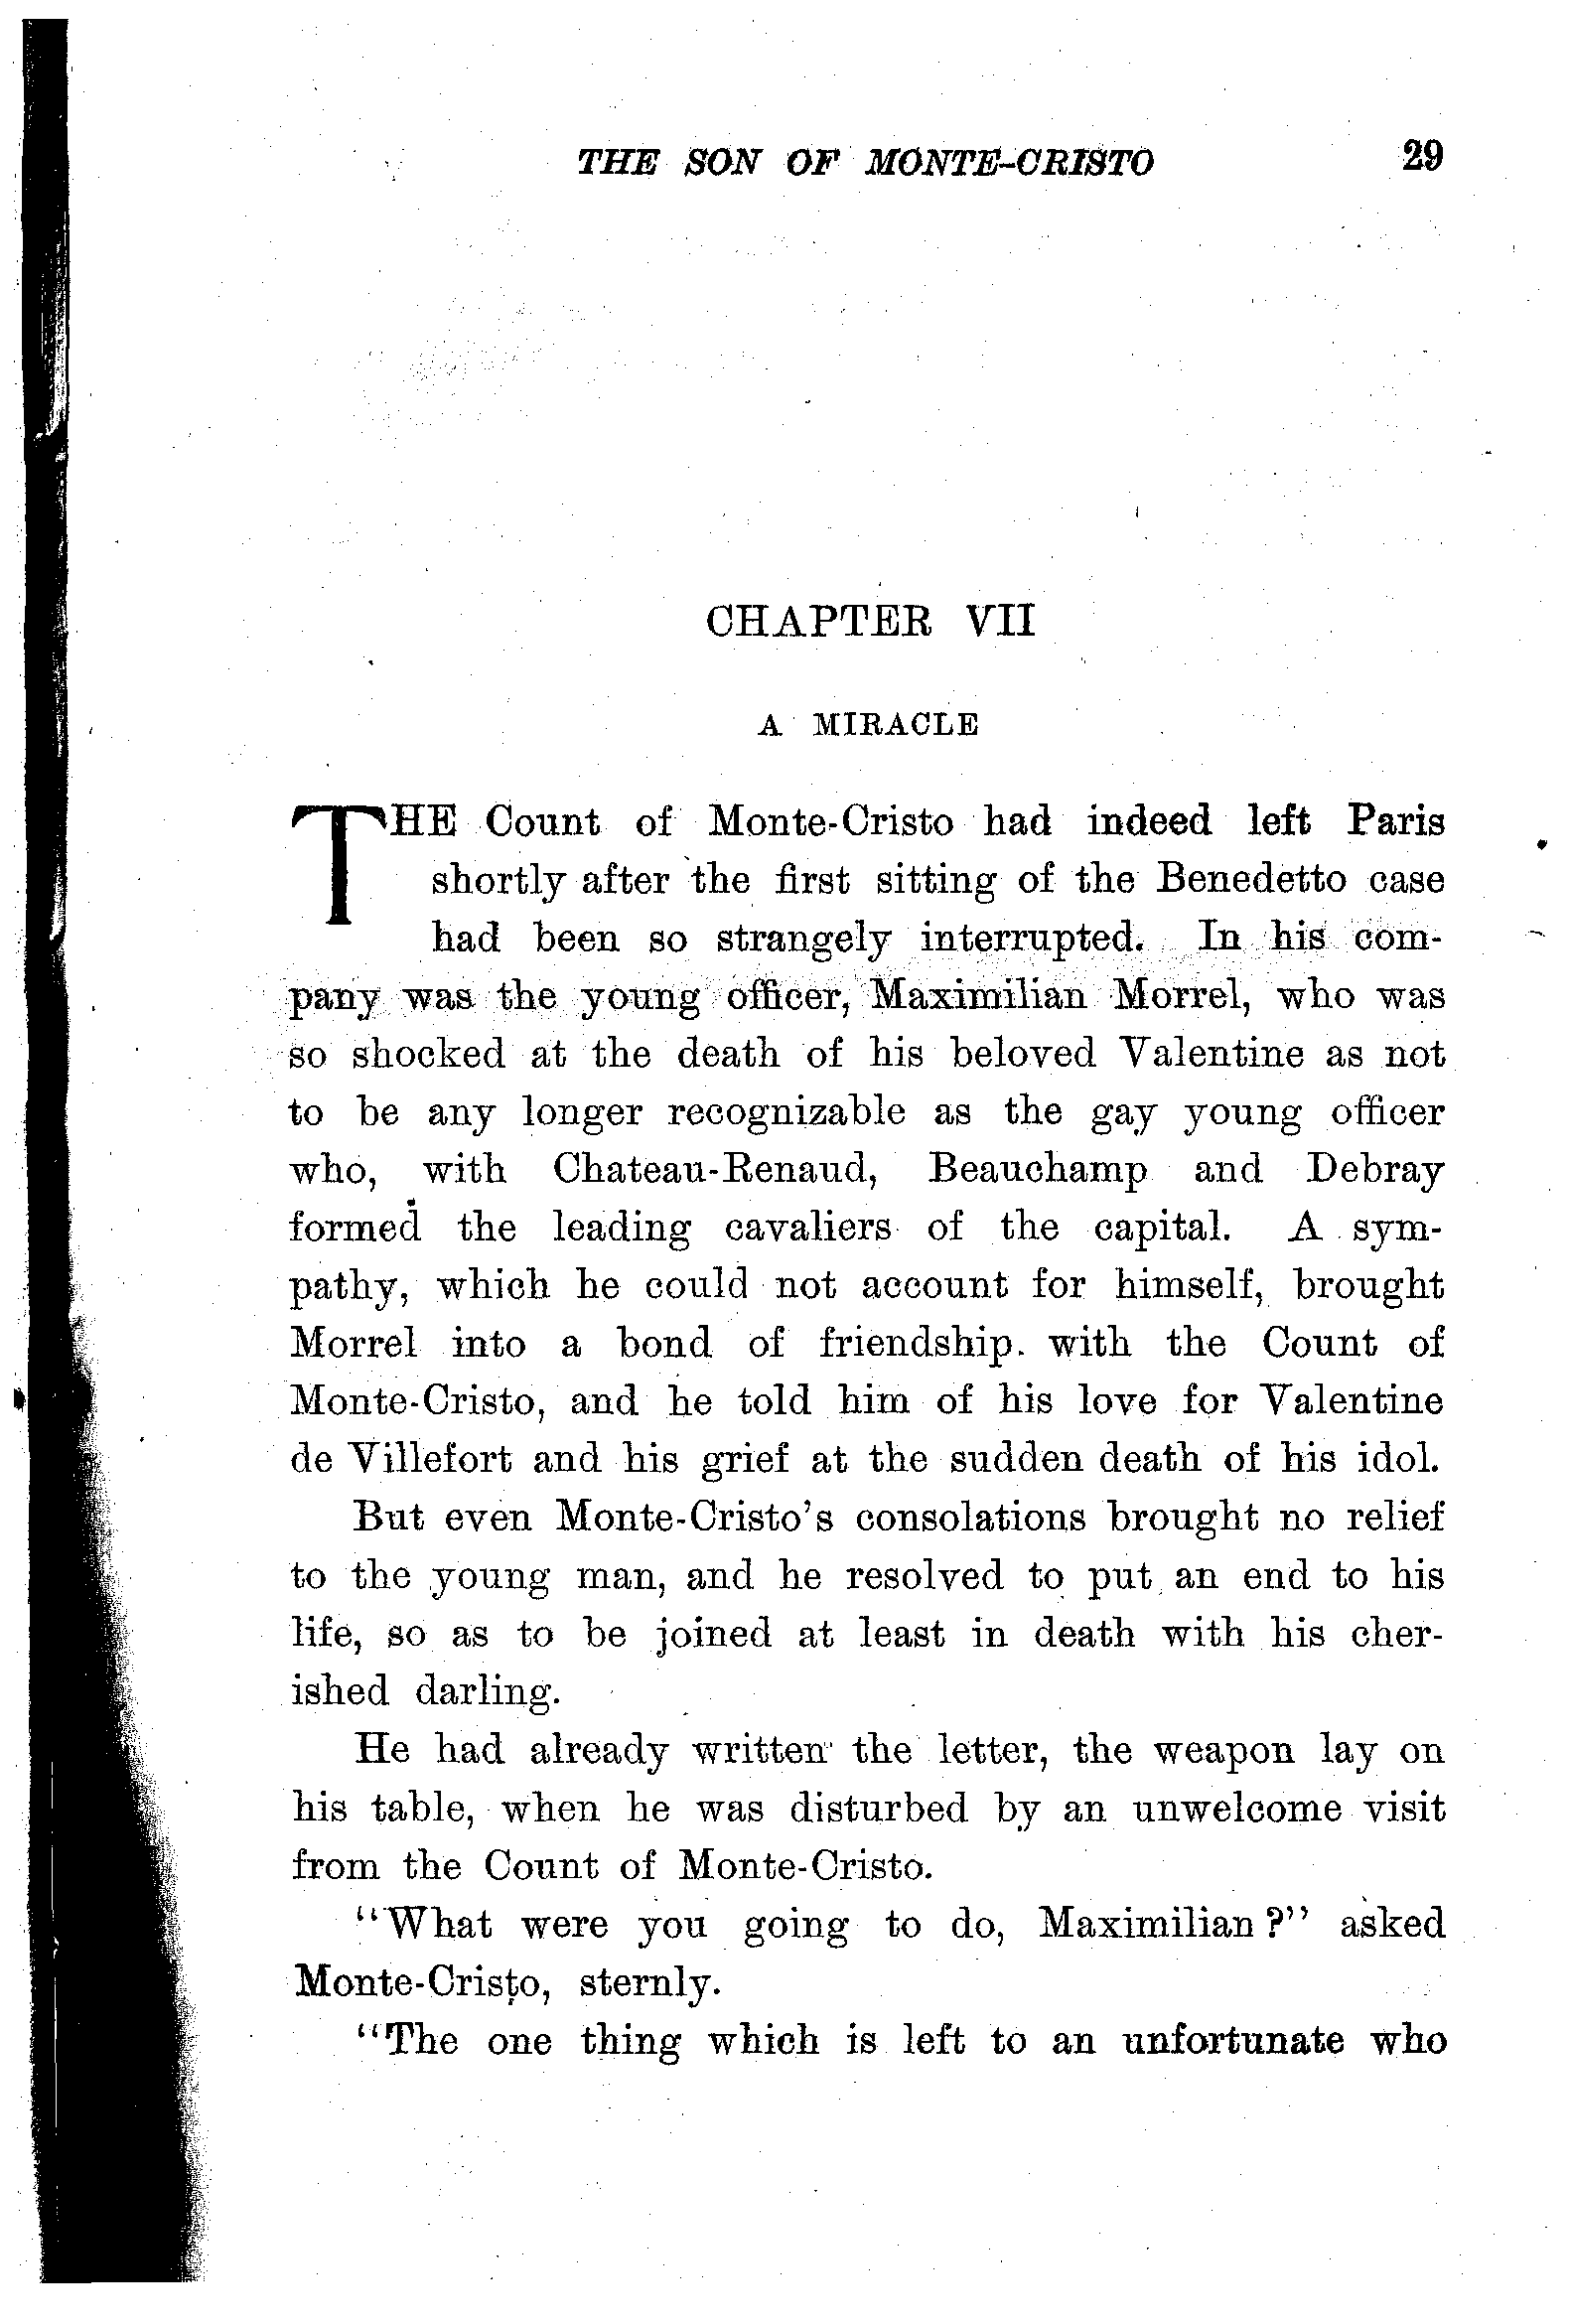 THE SON OF MONTE-CRISTO 29
CHAPTER VII
A MIRACLE
THE Count of Monte-Cristo had indeed left Paris
shortly after the first sitting of the Benedetto case
had been so strangely interrupted. In his com-
pany was the young officer, Maximilian Morrel, who was
so shocked at the death of his beloved Valentine as not
to be any longer recognizable as the gay young officer
who, with Chateau-Renaud, Beauchamp and Debray
formed the leading cavaliers of the capital. A sym-
pathy, which he could not account for himself, brought
Morrel into a bond of friendship. with the Count of
Monte-Cristo, and he told him of his love for Valentine
de Villefort and his grief at the sudden death of his idol.
But even Monte-Cristo's consolations brought no relief
to the young man, and he resolved to put an end to his
life, so as to be joined at least in death with his cher-
ished darling.
He had already written the letter, the weapon lay on
his table, when he was disturbed by an unwelcome visit
from the Count of Monte-Cristo.
"What were you going to do, Maximilian?" asked
Monte-Cristo, sternly.
"The one thing which is left to an unfortunate who